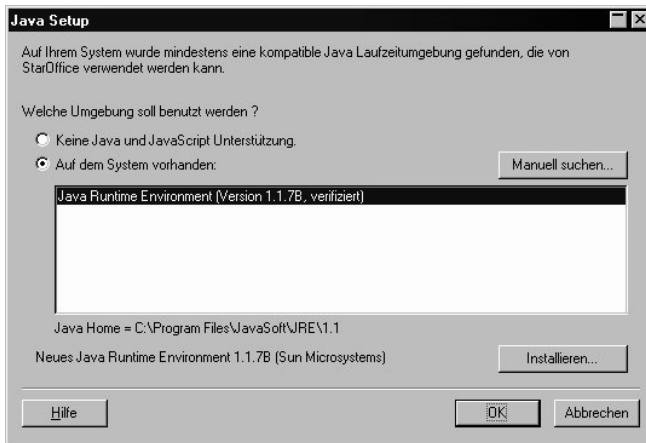 Java Setup
Auf Ihrem System wurde mindestens eine kompatible Java Laufzeitumgebung gefunden, die von
StarOffice verwendet werden kann.
Welche Umgebung soll benutzt werden ?
Keine Java und JavaScript Unterstützung.
Auf dem System vorhanden:
Manuell suchen...
Java Runtime Environment (Version 1.1.7B, verifiziert)
Java Home = C:\Program Files\JavaSoft\JRE\1.1
Neues Java Runtime Environment 1.1.7B (Sun Microsystems)
Installieren...
Hilfe
OK
Abbrechen